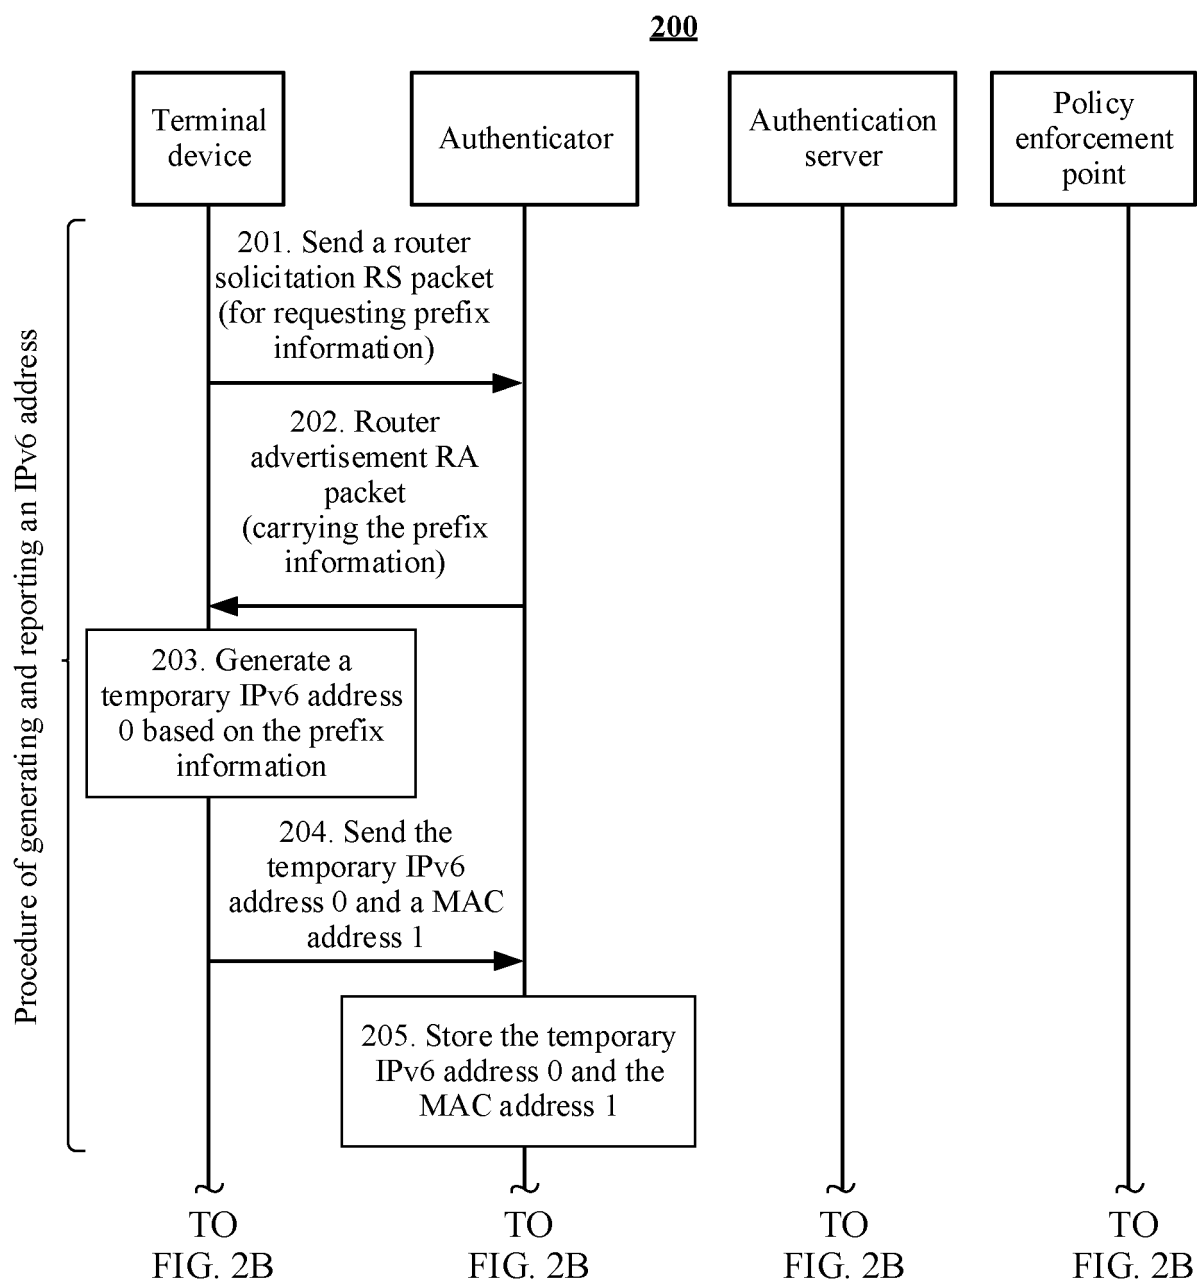 200
Terminal
device
Authenticator
Authentication
server
Policy
enforcement
point
Procedure of generating and reporting an IPv6 address
201. Send a router
solicitation RS packet
(for requesting prefix
information)
202. Router
advertisement RA
packet
(carrying the prefix
information)
203. Generate a
temporary IPv6 address
0 based on the prefix
information
204. Send the
temporary IPv6
address 0 and a MAC
address 1
205. Store the temporary
IPv6 address 0 and the
MAC address 1
TO
FIG. 2B
TO
FIG. 2B
TO
FIG. 2B
TO
FIG. 2B